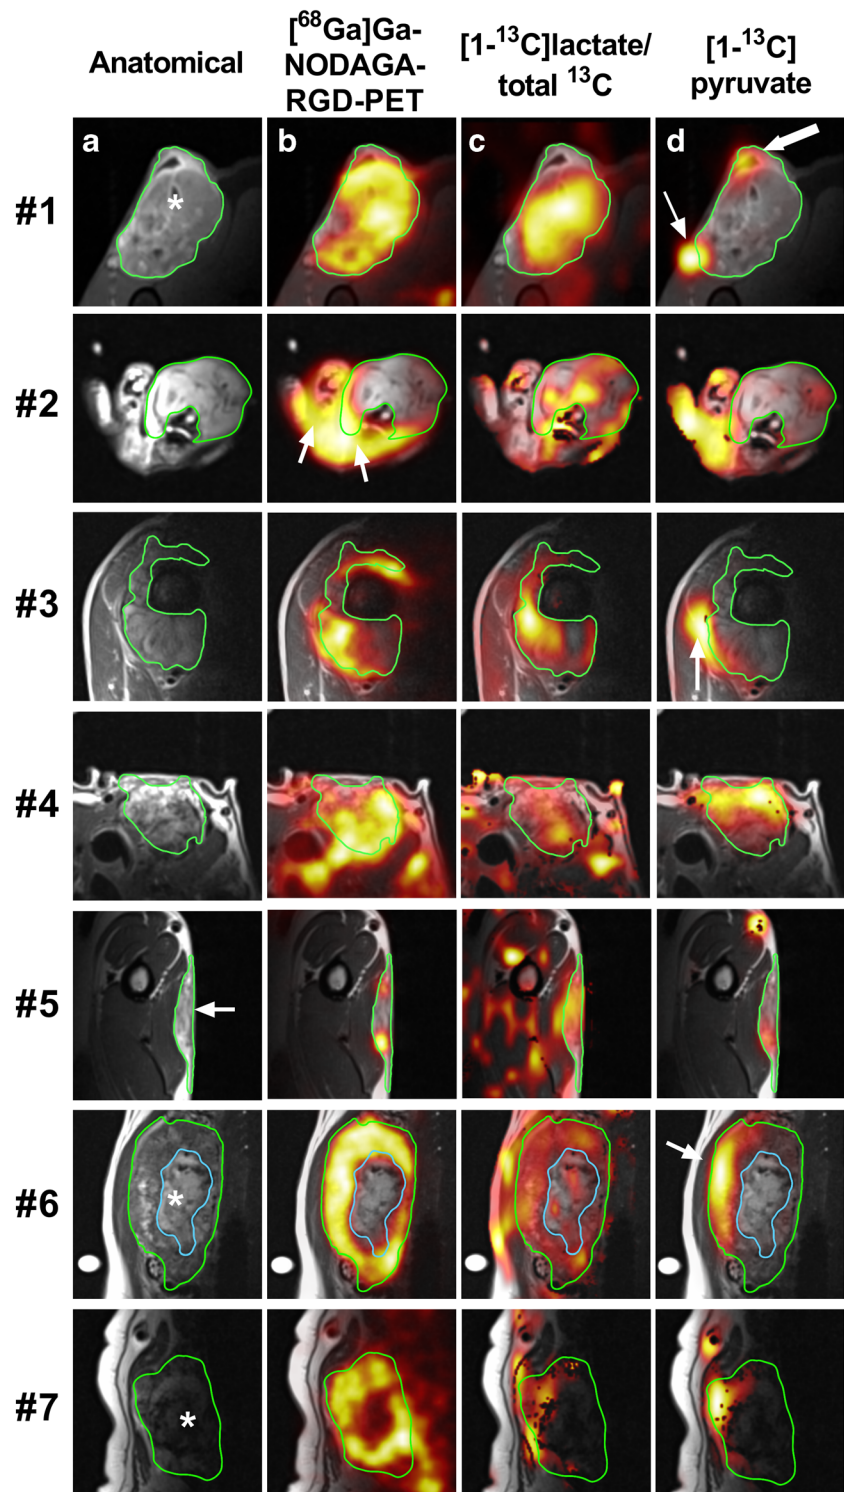 Anatomical
[⁶⁸Ga]Ga-
NODAGA-
RGD-PET
[1-¹³C]lactate/
total ¹³C
[1-¹³C]
pyruvate
a
b
c
d
#1
*
#2
#3
#4
#5
#6
*
#7
*